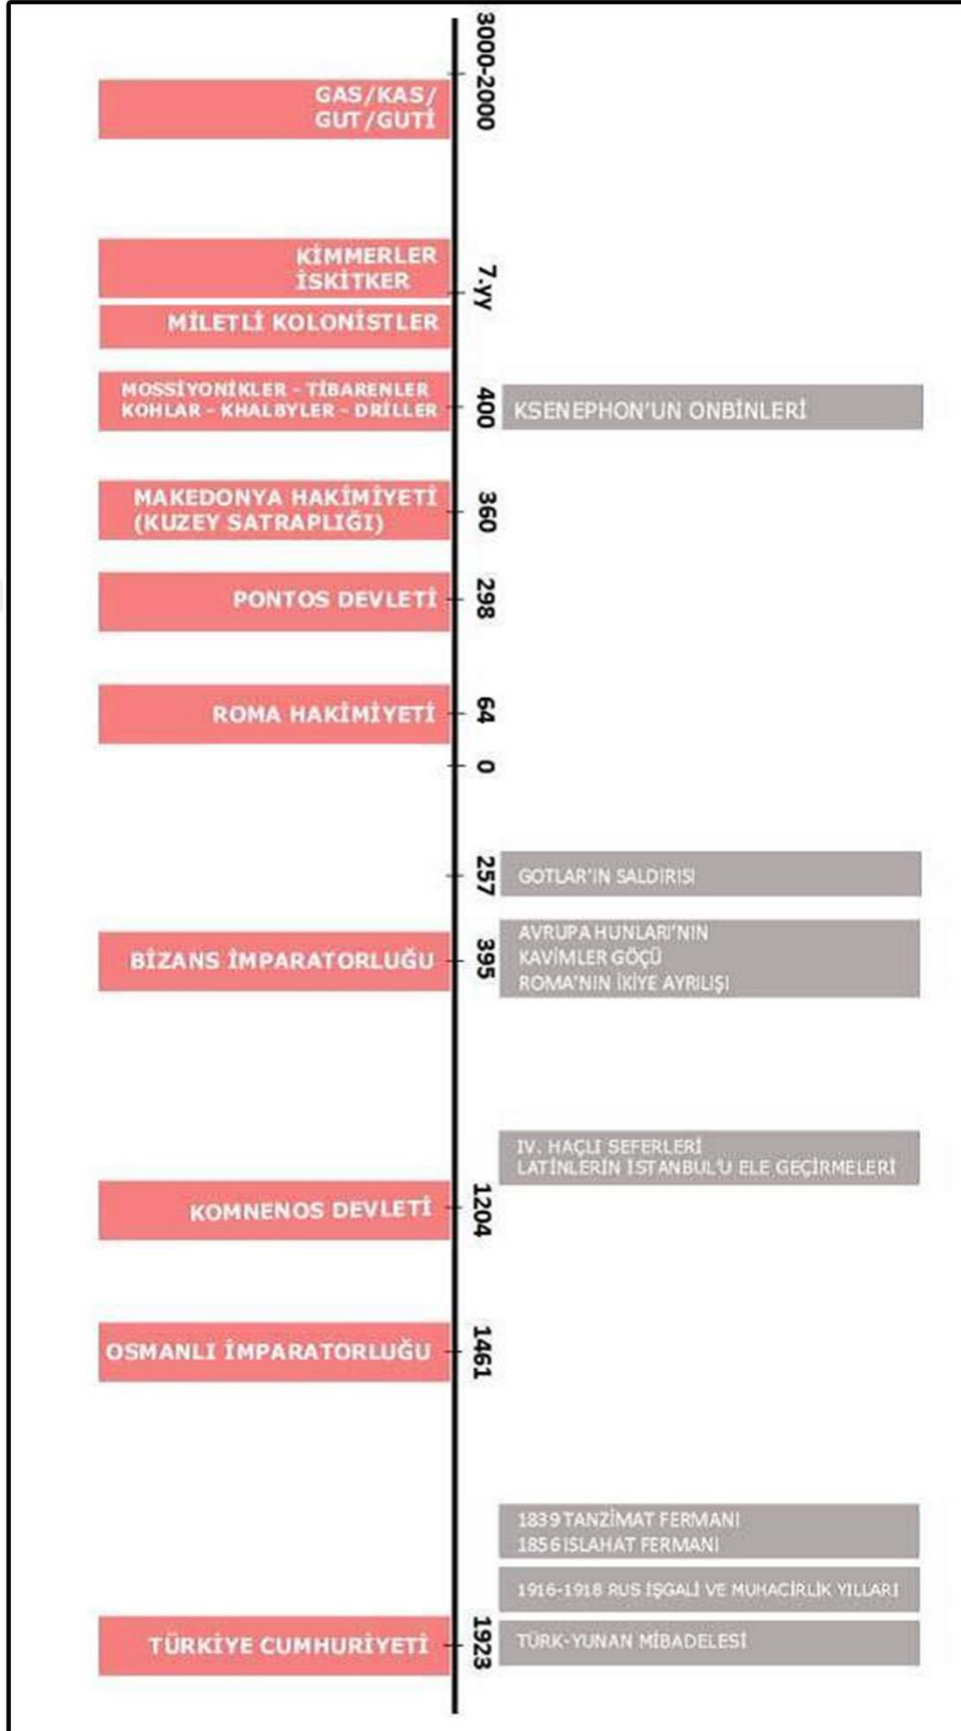 3000-2000
GAS/KAS/
GUT/GUTİ
KİMMERLER
İSKİTKER
7.yy
MİLETLİ KOLONİSTLER
MOSSİYONİKLER - TİBARENLER
KOHLAR - KHALBYLER - DRİLLER
400
KSENEPHON'UN ONBİNLERİ
MAKEDONYA HAKİMİYETİ
(KUZEY SATRAPLIĞI)
360
PONTOS DEVLETİ
298
ROMA HAKİMİYETİ
64
0
257
GOTLAR'IN SALDIRISI
BİZANS İMPARATORLUĞU
395
AVRUPA HUNLARI'NIN
KAVİMLER GÖÇÜ
ROMA'NIN İKİYE AYRILIŞI
IV. HAÇLI SEFERLERİ
LATİNLERİN İSTANBUL'U ELE GEÇİRMELERİ
KOMNENOS DEVLETİ
1204
OSMANLI İMPARATORLUĞU
1461
1839 TANZİMAT FERMANI
1856 ISLAHAT FERMANI
1916-1918 RUS İŞGALİ VE MUHACİRLİK YILLARI
TÜRKİYE CUMHURİYETİ
1923
TÜRK-YUNAN MİBADELESİ